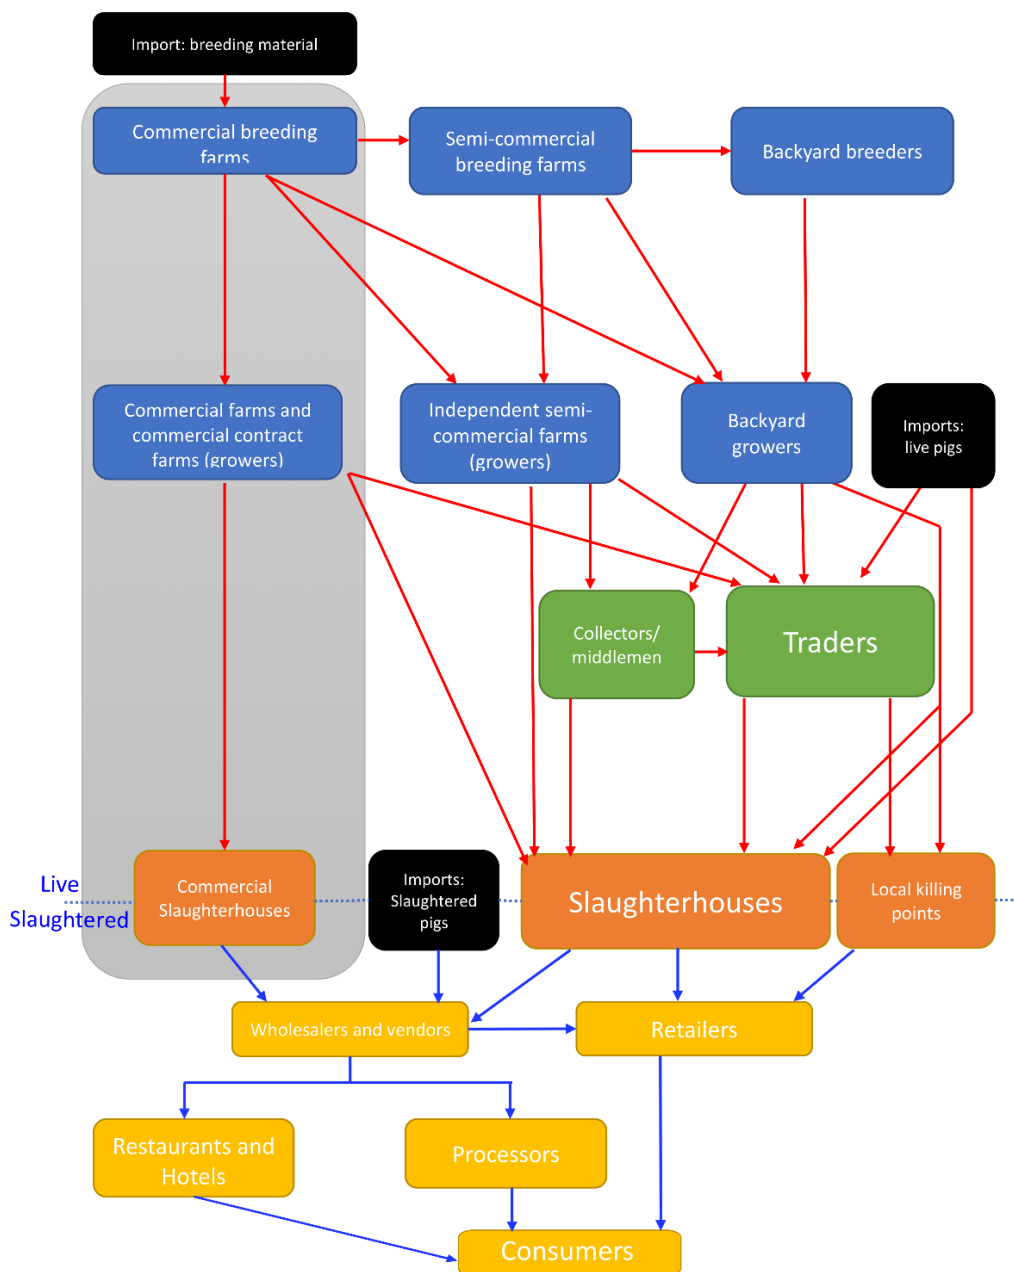 Import: breeding material
Commercial breeding
farms
Semi-commercial
breeding farms
Backyard breeders
Commercial farms and
commercial contract
farms (growers)
Independent semi-
commercial farms
(growers)
Backyard
growers
Imports:
live pigs
Collectors/
middlemen
Traders
Live
Slaughtered
Commercial
Slaughterhouses
Imports:
Slaughtered
pigs
Slaughterhouses
Local killing
points
Wholesalers and vendors
Retailers
Restaurants and
Hotels
Processors
Consumers